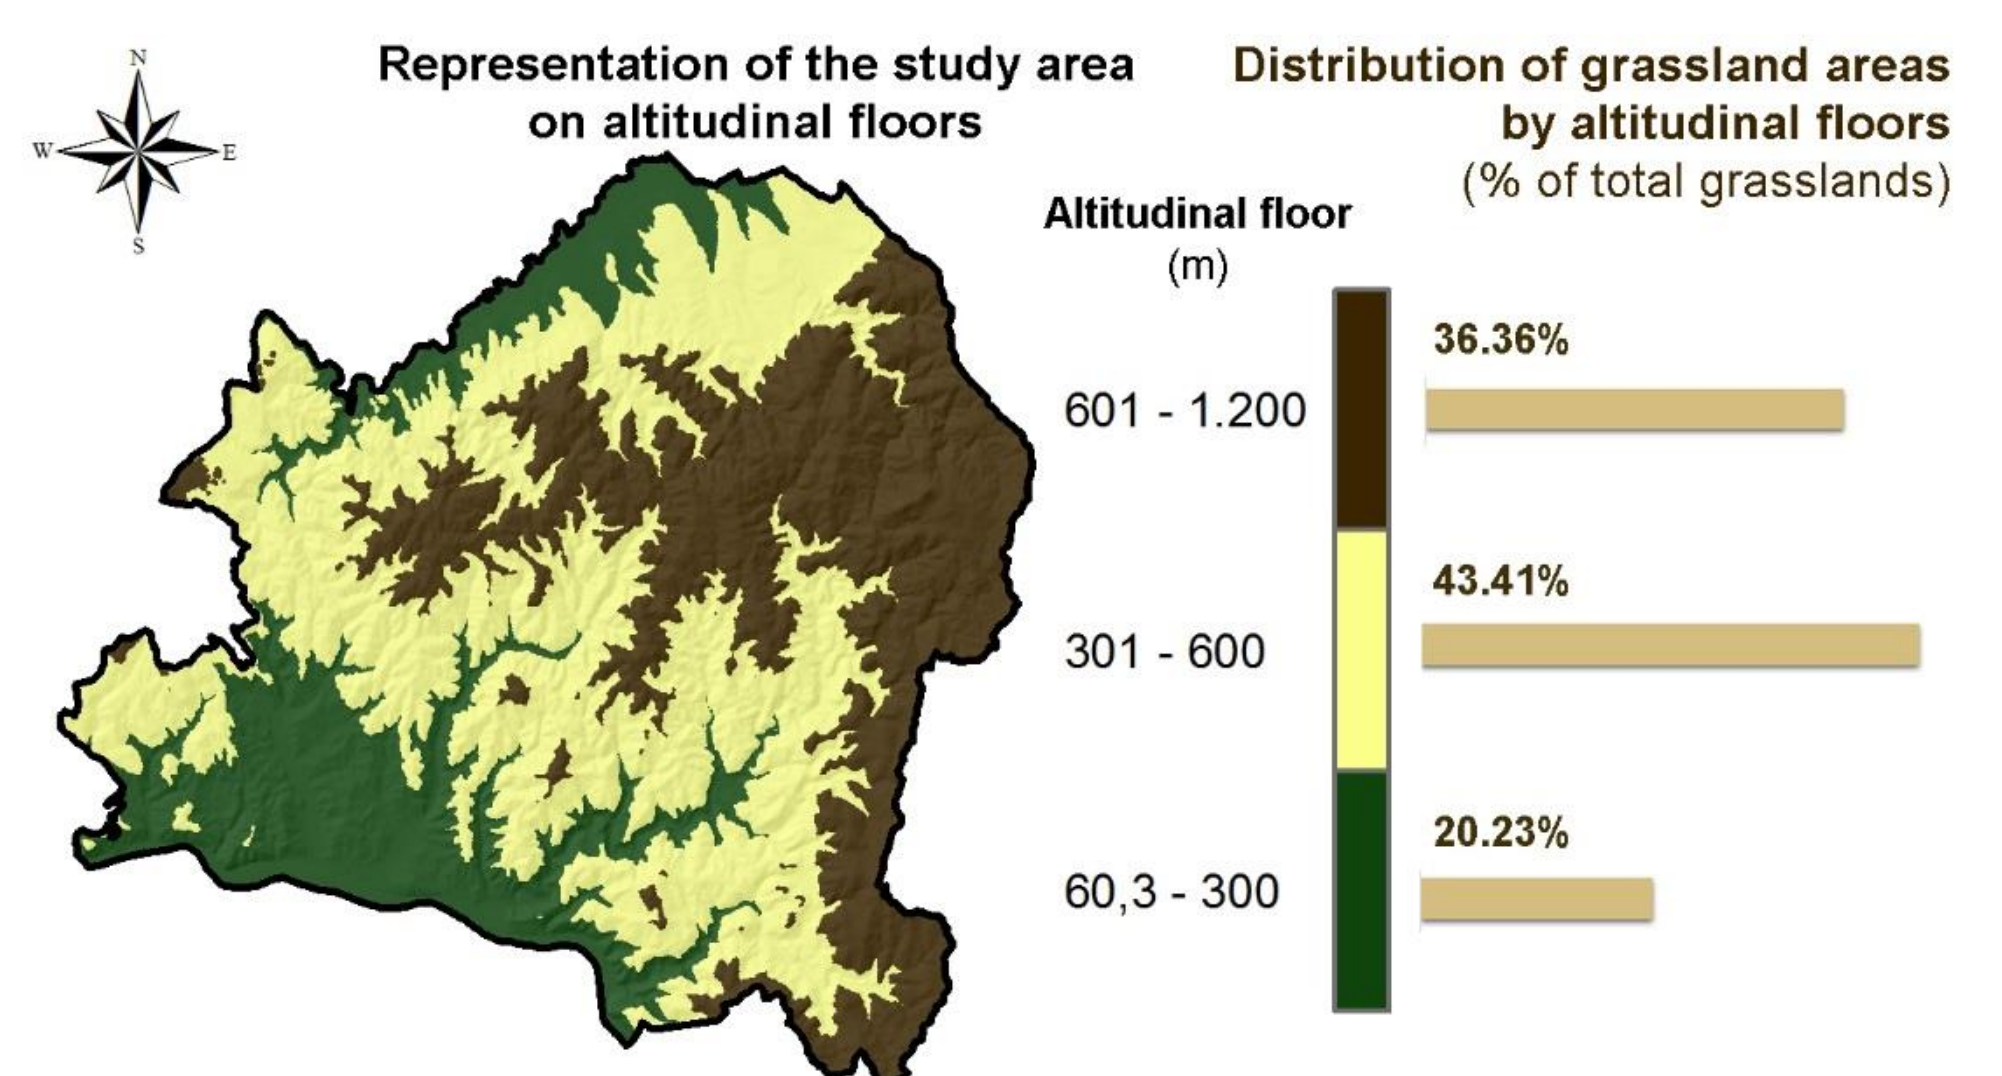 N
W
E
S
Representation of the study area
on altitudinal floors
Distribution of grassland areas
by altitudinal floors
(% of total grasslands)
Altitudinal floor
(m)
36.36%
601 - 1.200
43.41%
301 - 600
20.23%
60,3 - 300